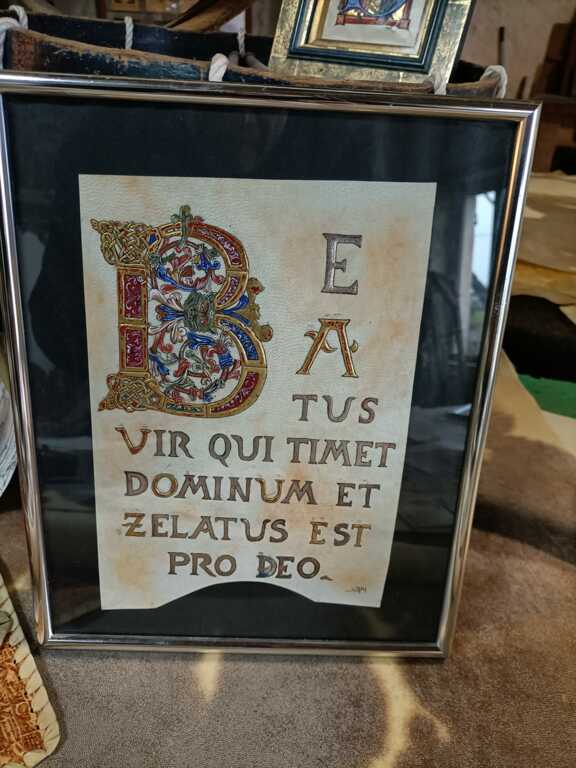 BE
A
TUS
VIR QUI TIMET
DOMINUM ET
ZELATUS EST
PRO DEO.